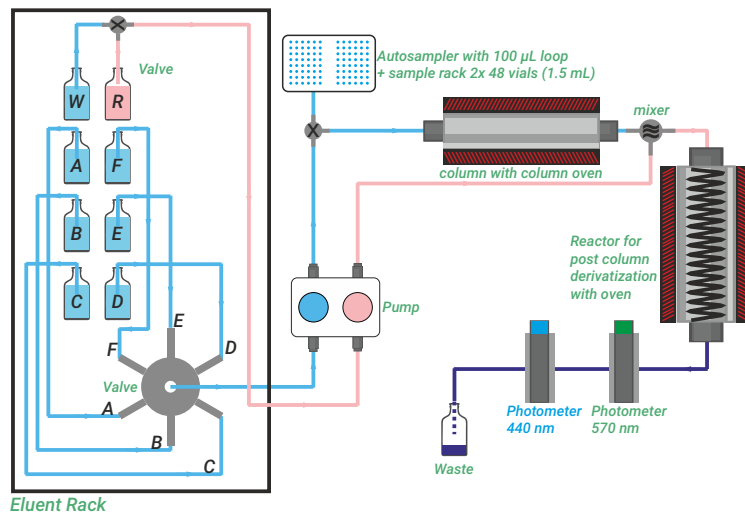 Valve
W
R
A
F
B
E
C
D
E
F
D
Valve
A
B
C
Eluent Rack
Autosampler with 100 µL loop
+ sample rack 2x 48 vials (1.5 mL)
column with column oven
mixer
Reactor for
post column
derivatization
with oven
Pump
Photometer
440 nm
Photometer
570 nm
Waste